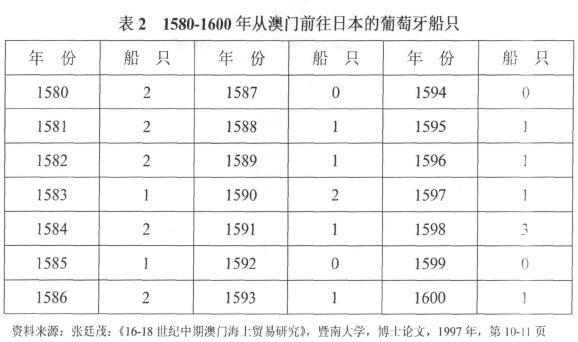 表 2 1580-1600 年从澳门前往日本的葡萄牙船只
年 份 船 只 年 份 船 只 年 份 船 只
1580 2 1587 0 1594 0
1581 2 1588 1 1595 1
1582 2 1589 1 1596 1
1583 1 1590 2 1597 1
1584 2 1591 1 1598 3
1585 1 1592 0 1599 0
1586 2 1593 1 1600 1
资料来源：张廷茂：《16-18 世纪中期澳门海上贸易研究》，暨南大学，博士论文，1997 年，第 10-11 页